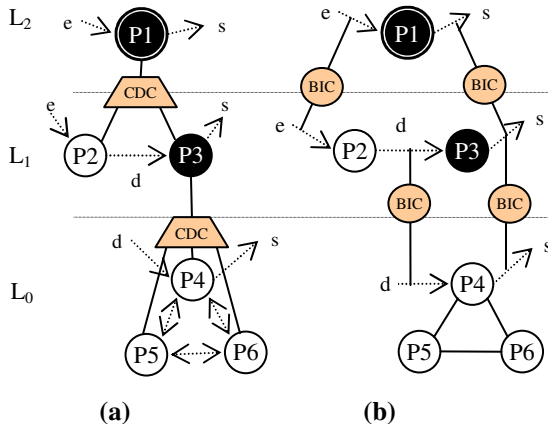 L2 e P1 s e P1 s
CDC BIC BIC
e s e d s
L1 P2 P3 P2 P3
d
CDC BIC BIC
d s s
L0 P4 d P4
P5 P6 P5 P6
(a) (b)